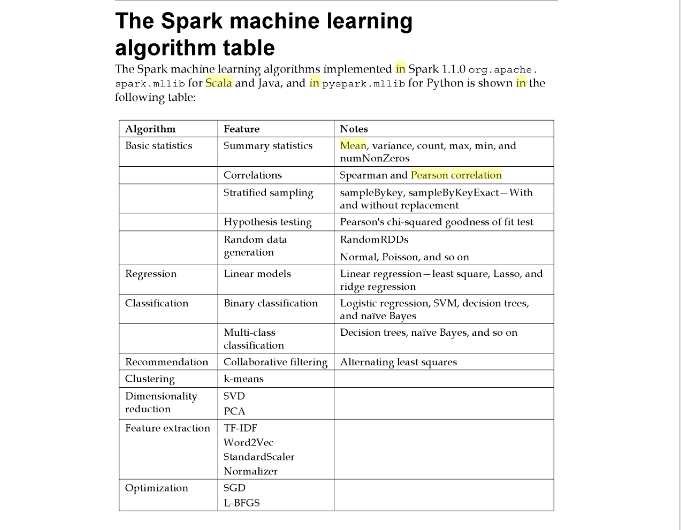 The Spark machine learning
algorithm table
The Spark machine learning algorithms implemented in Spark 1.1.0 org.apache.
spark.mllib for Scala and Java, and in pyspark.mllib for Python is shown in the
following table:
Algorithm Feature Notes
Basic statistics Summary statistics Mean, variance, count, max, min, and
numNonZeros
Correlations Spearman and Pearson correlation
Stratified sampling sampleBykey, sampleByKeyExact—With
and without replacement
Hypothesis testing Pearson's chi-squared goodness of fit test
Random data RandomRDDs
generation
Normal, Poisson, and so on
Regression Linear models Linear regression—least square, Lasso, and
ridge regression
Classification Binary classification Logistic regression, SVM, decision trees,
and naïve Bayes
Multi-class Decision trees, naïve Bayes, and so on
classification
Recommendation Collaborative filtering Alternating least squares
Clustering k-means
Dimensionality SVD
reduction PCA
Feature extraction TF-IDF
Word2Vec
StandardScaler
Normalizer
Optimization SGD
L-BFGS